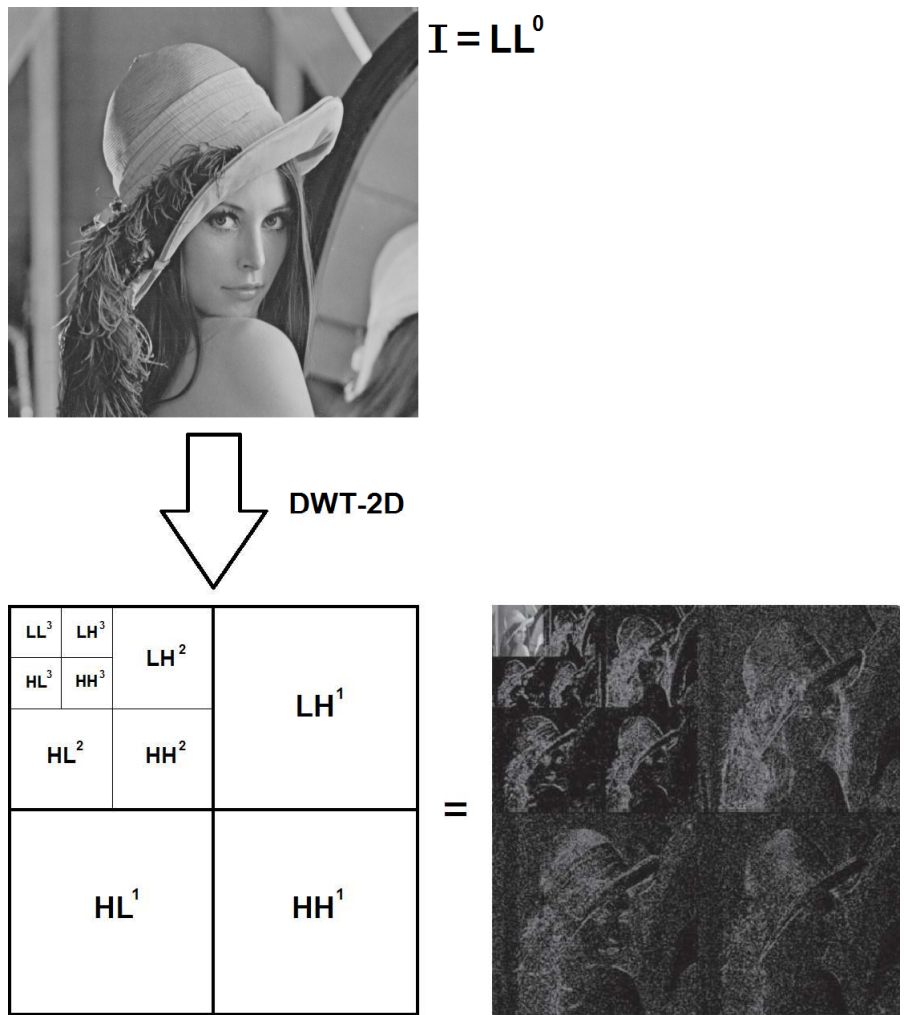 I = LL⁰
DWT-2D
LL³ LH³
LH²
HL³ HH³
LH¹
HL² HH²
=
HL¹ HH¹